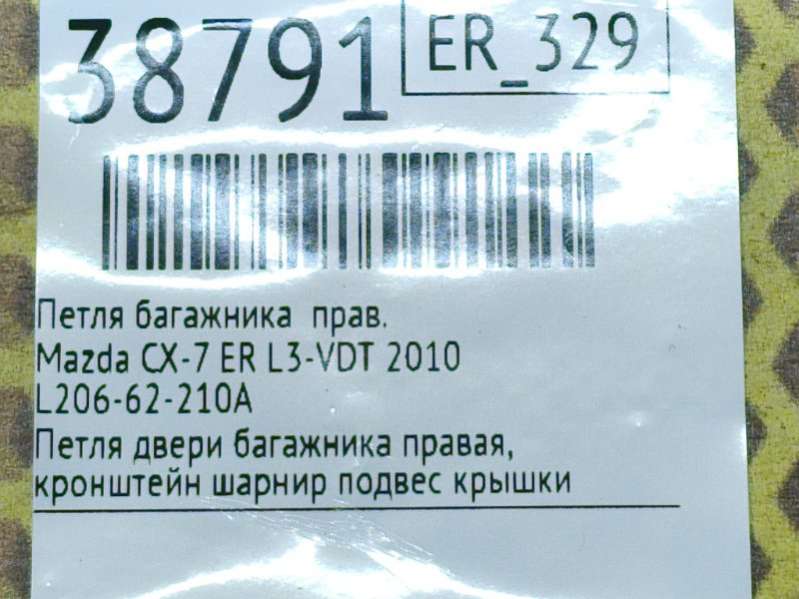 38791
ER_329
Петля багажника прав.
Mazda CX-7 ER L3-VDT 2010
L206-62-210A
Петля двери багажника правая,
кронштейн шарнир подвес крышки